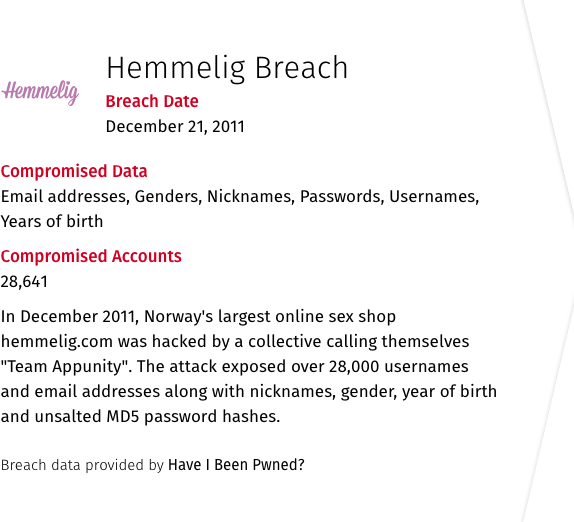 Hemmelig
Hemmelig Breach
Breach Date
December 21, 2011
Compromised Data
Email addresses, Genders, Nicknames, Passwords, Usernames,
Years of birth
Compromised Accounts
28,641
In December 2011, Norway's largest online sex shop
hemmelig.com was hacked by a collective calling themselves
"Team Appunity". The attack exposed over 28,000 usernames
and email addresses along with nicknames, gender, year of birth
and unsalted MD5 password hashes.
Breach data provided by Have I Been Pwned?